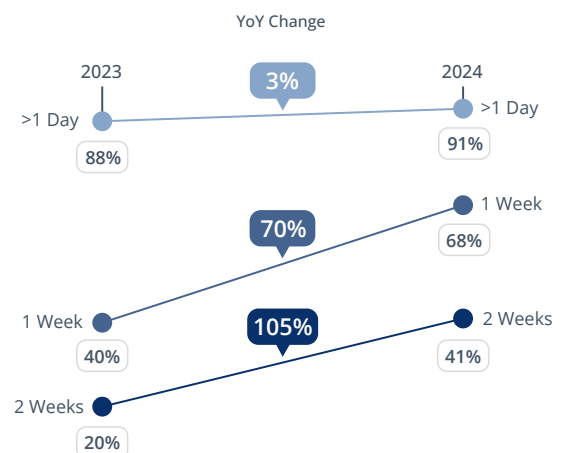 YoY Change
2023
2024
3%
>1 Day
>1 Day
88%
91%
1 Week
70%
68%
1 Week
105%
2 Weeks
40%
41%
2 Weeks
20%